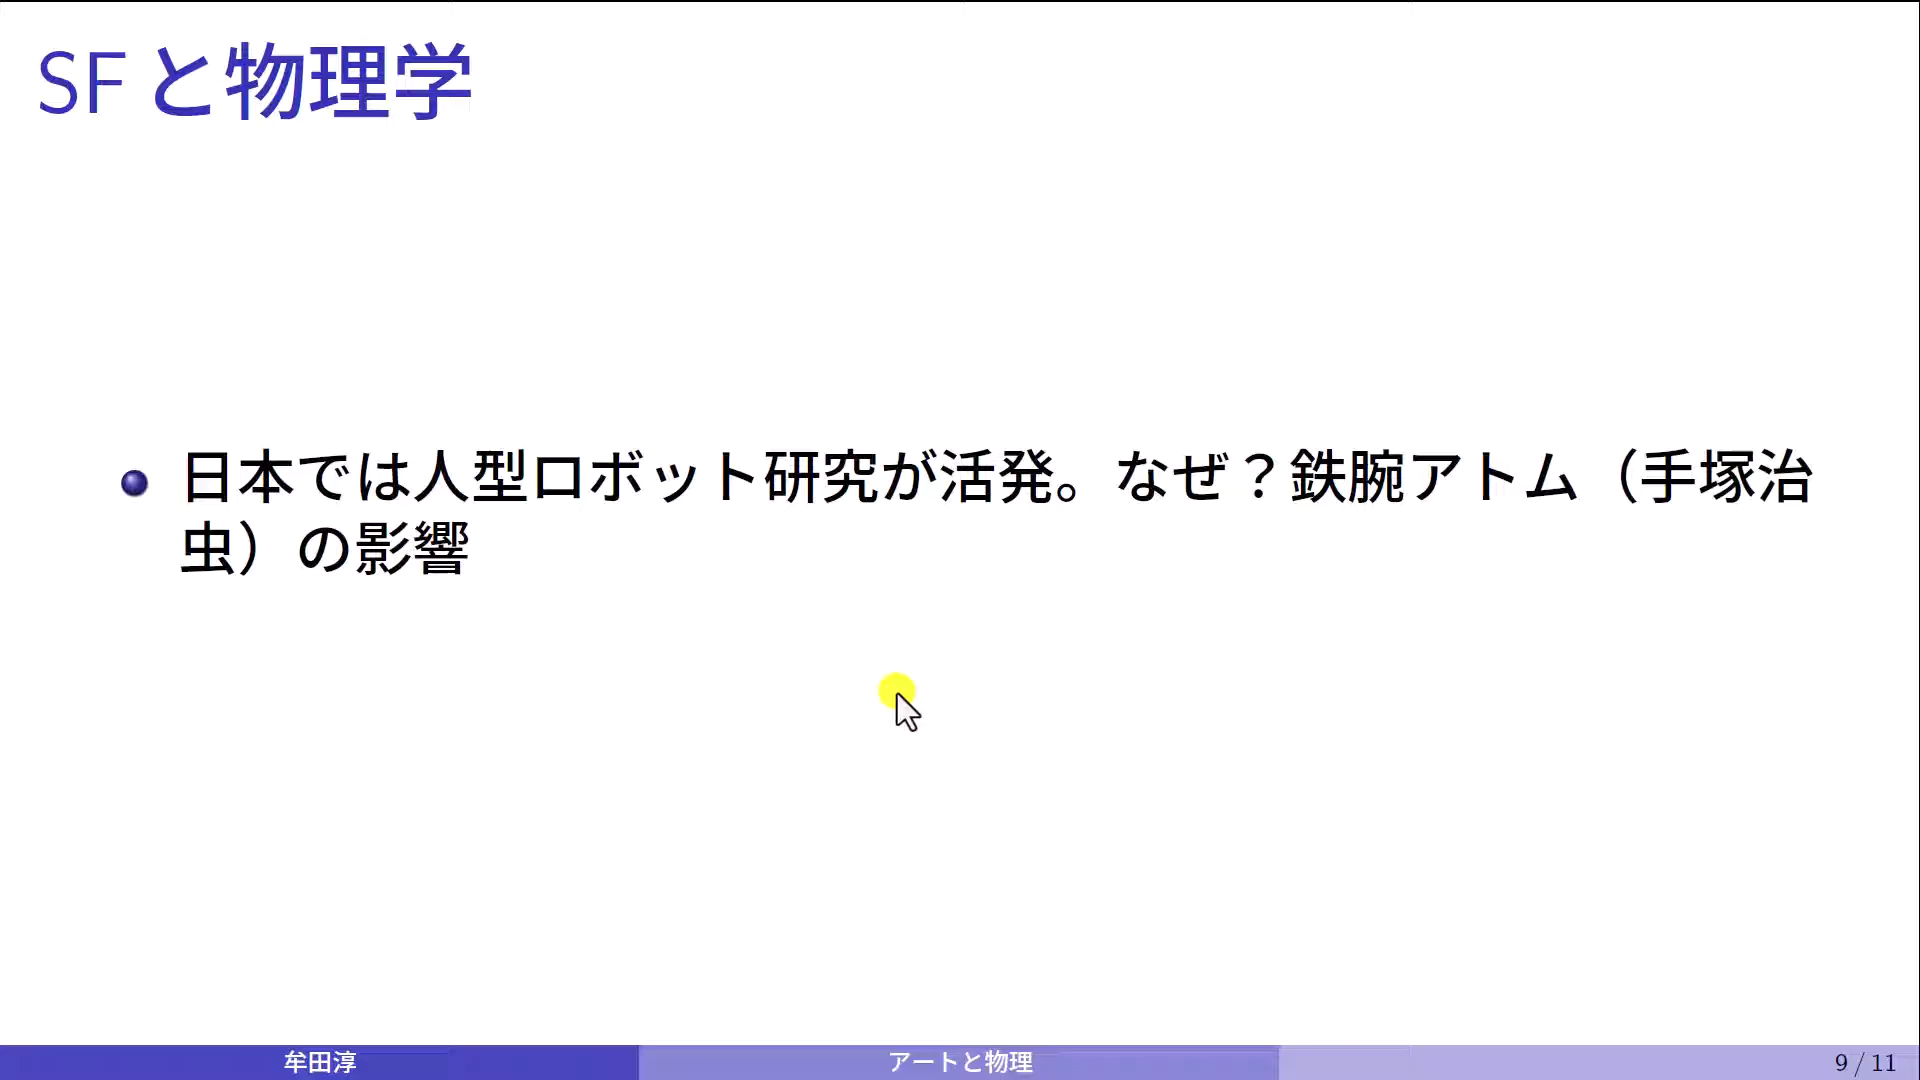 SFと物理学
日本では人型ロボット研究が活発。なぜ？鉄腕アトム（手塚治
虫）の影響
牟田淳
アートと物理
9 / 11